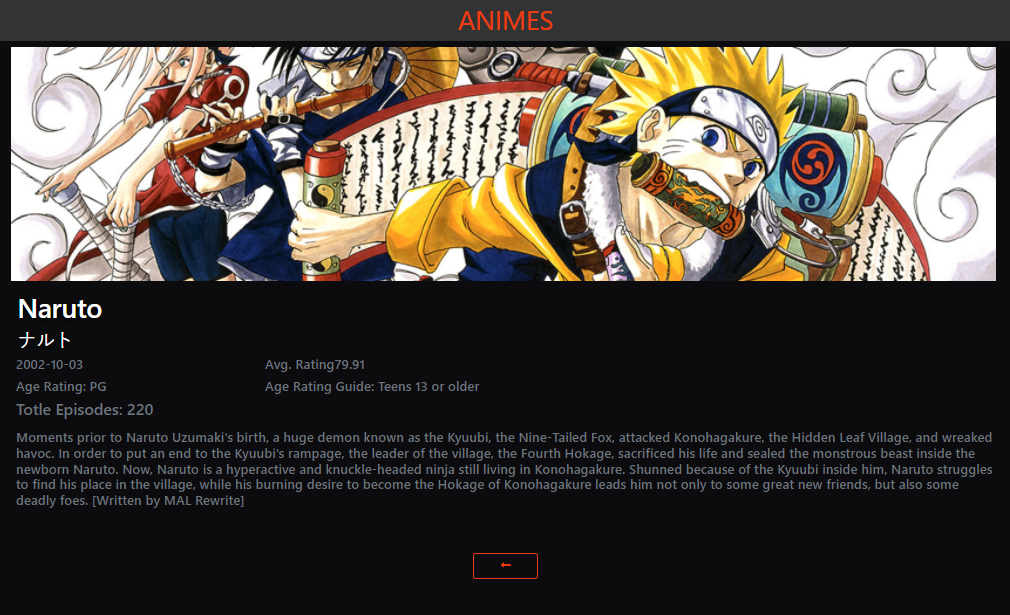 ANIMES
Naruto
ナルト
2002-10-03
Avg. Rating79.91
Age Rating: PG
Age Rating Guide: Teens 13 or older
Totle Episodes: 220
Moments prior to Naruto Uzumaki's birth, a huge demon known as the Kyuubi, the Nine-Tailed Fox, attacked Konohagakure, the Hidden Leaf Village, and wreaked
havoc. In order to put an end to the Kyuubi's rampage, the leader of the village, the Fourth Hokage, sacrificed his life and sealed the monstrous beast inside the
newborn Naruto. Now, Naruto is a hyperactive and knuckle-headed ninja still living in Konohagakure. Shunned because of the Kyuubi inside him, Naruto struggles
to find his place in the village, while his burning desire to become the Hokage of Konohagakure leads him not only to some great new friends, but also some
deadly foes. [Written by MAL Rewrite]
←